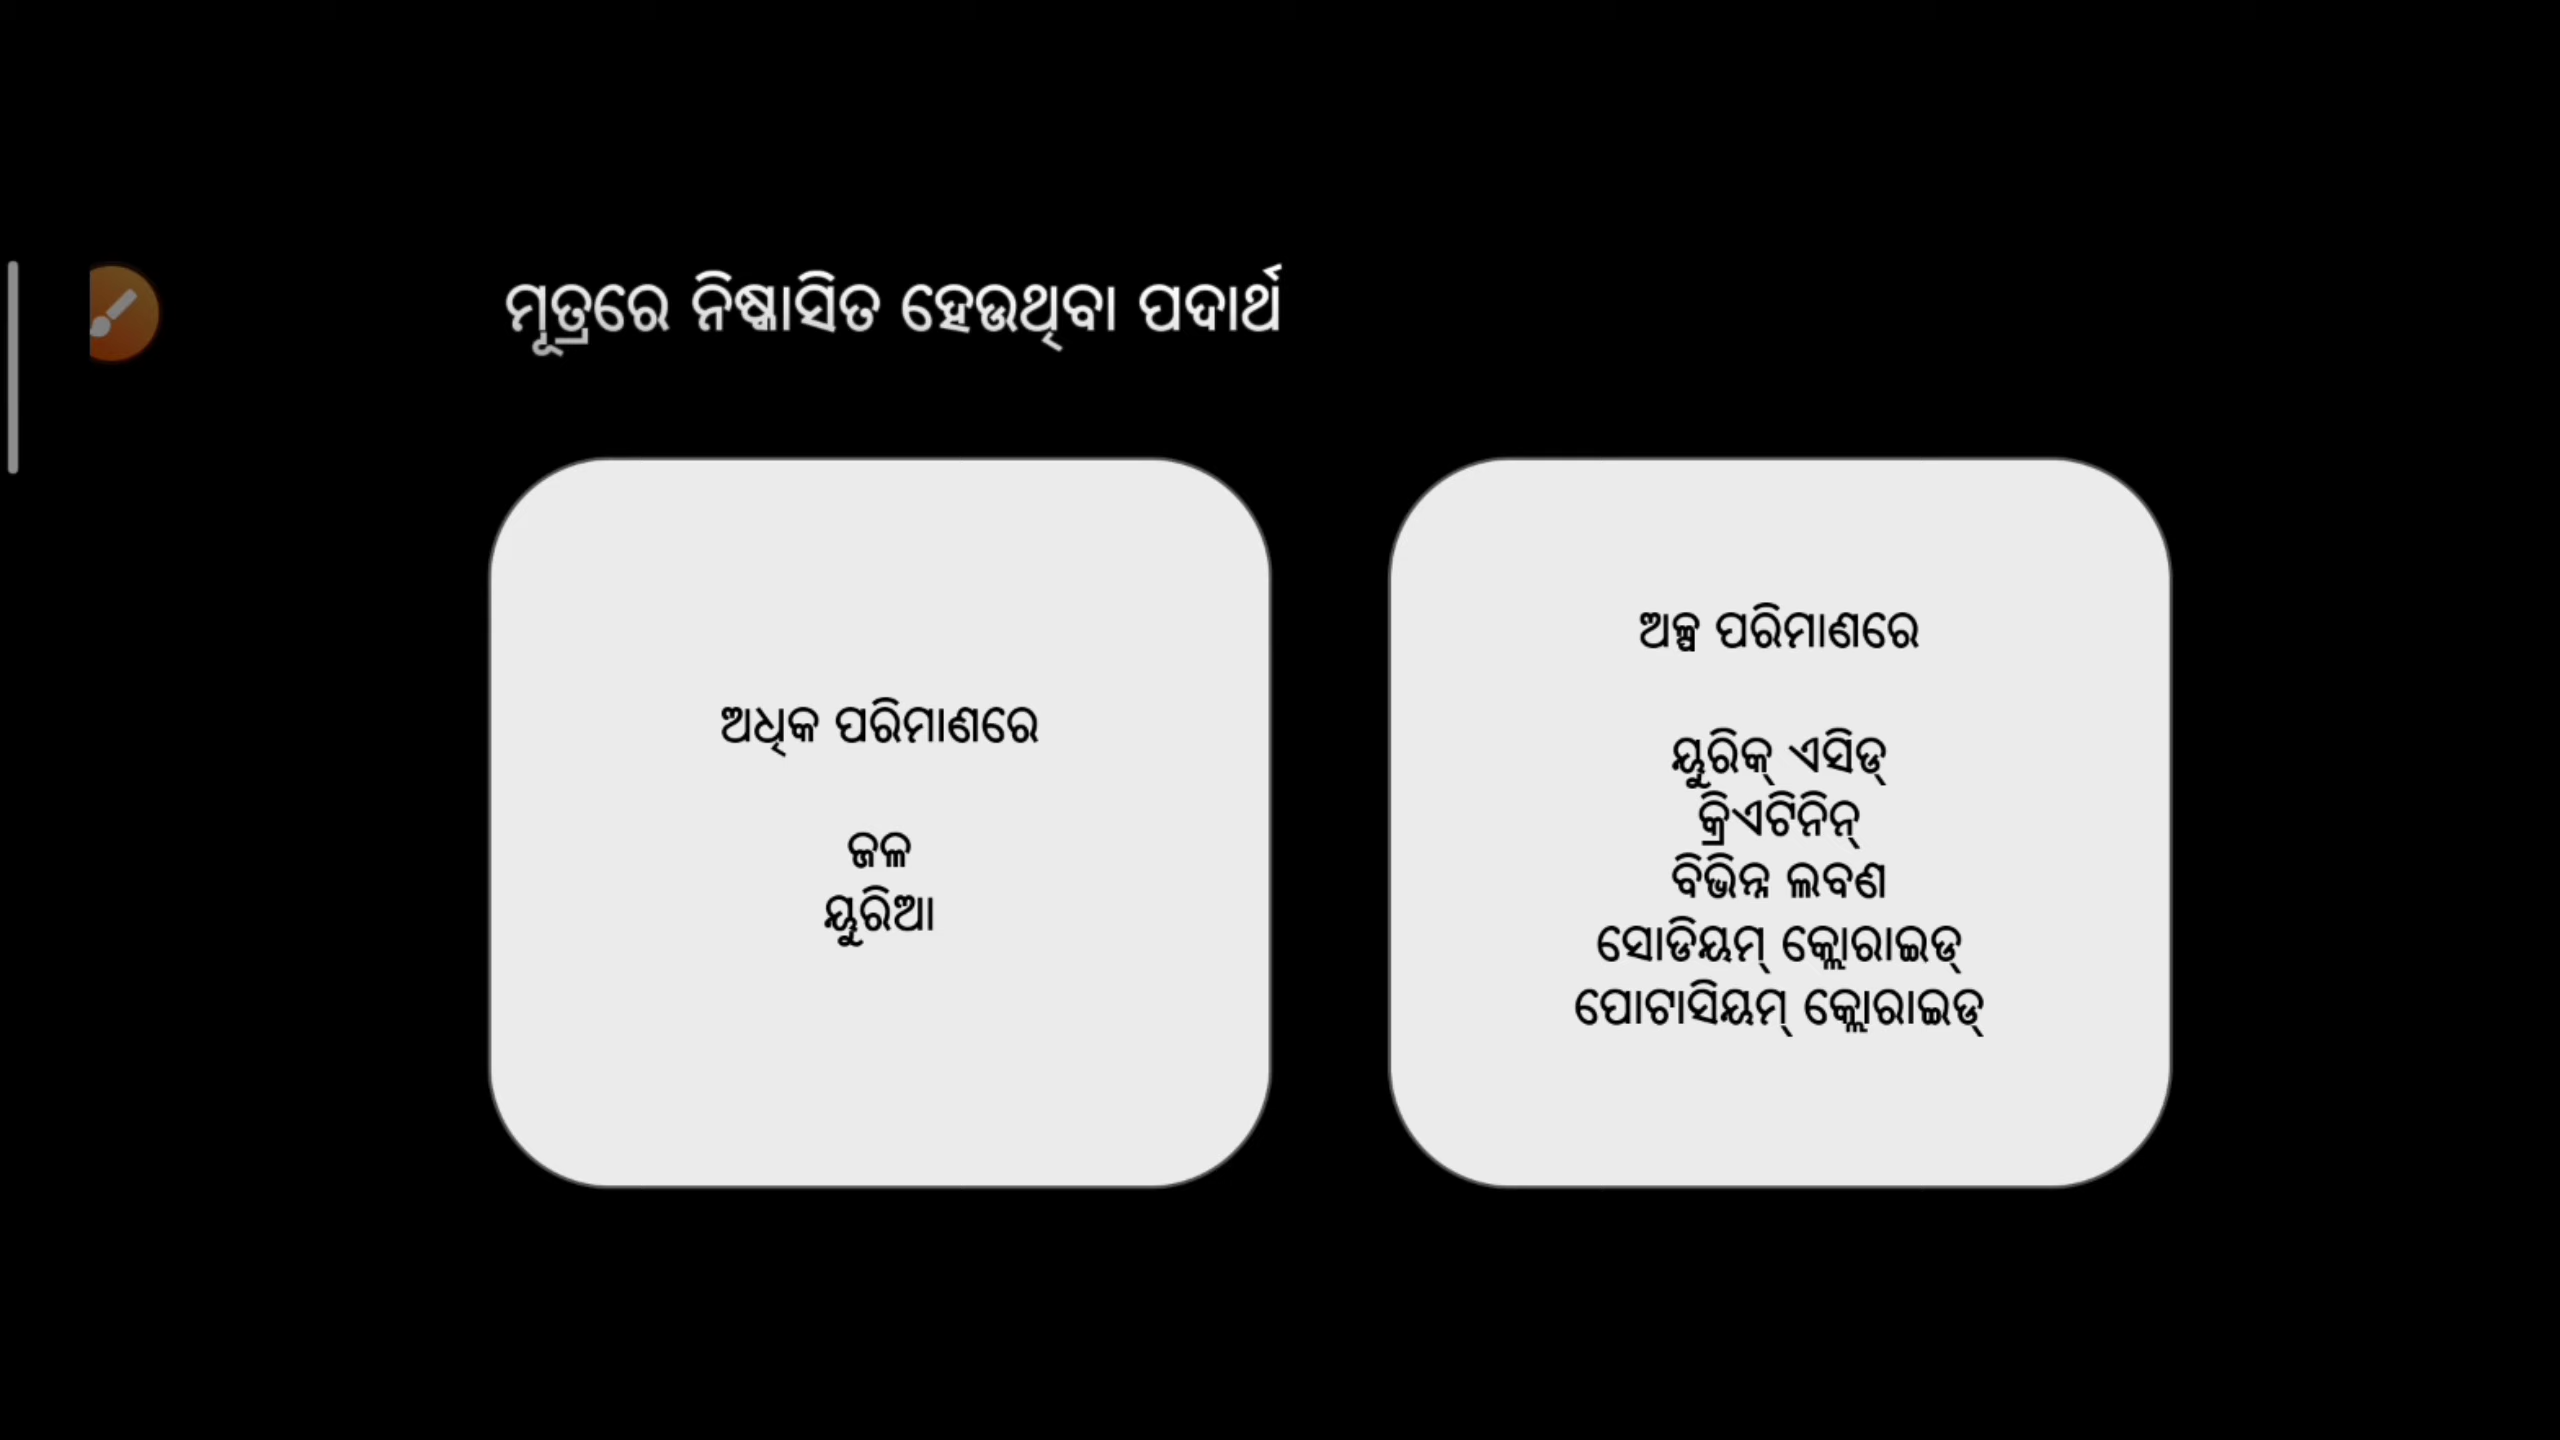 ମୂତ୍ରରେ ନିଷ୍କାସିତ ହେଉଥିବା ପଦାର୍ଥ
ଅଧିକ ପରିମାଣରେ
ଜଳ
ୟୁରିଆ
ଅଳ୍ପ ପରିମାଣରେ
ୟୁରିକ୍ ଏସିଡ୍
କ୍ରିଏଟିନିନ୍
ବିଭିନ୍ନ ଲବଣ
ସୋଡିୟମ୍ କ୍ଲୋରାଇଡ୍
ପୋଟାସିୟମ୍ କ୍ଲୋରାଇଡ୍